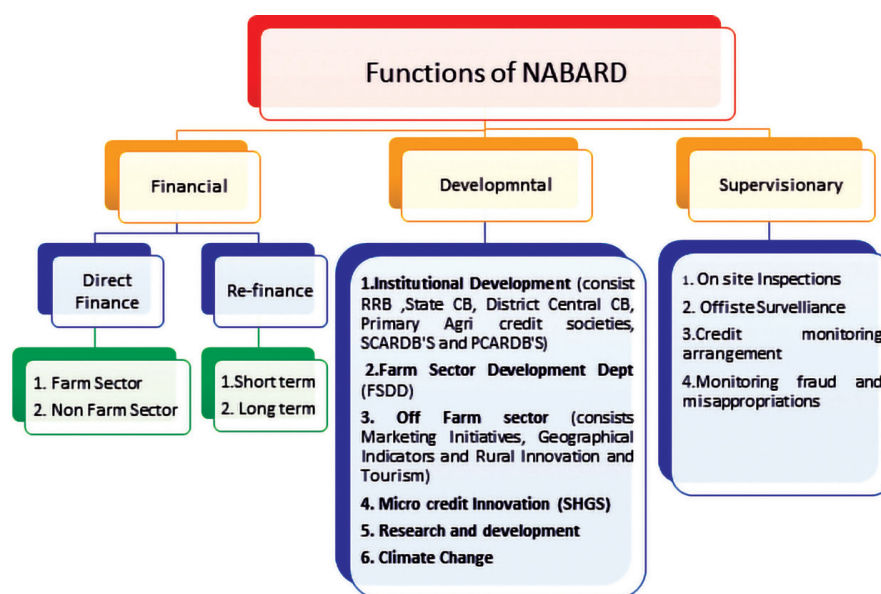 Functions of NABARD
Financial
Developmntal
Supervisionary
Direct
Finance
Re-finance
1. Farm Sector
2. Non Farm Sector
1.Short term
2. Long term
1.Institutional Development (consist
RRB ,State CB, District Central CB,
Primary Agri credit societies,
SCARDB'S and PCARDB'S)
2.Farm Sector Development Dept
(FSDD)
3. Off Farm sector (consists
Marketing Initiatives, Geographical
Indicators and Rural Innovation and
Tourism)
4. Micro credit Innovation (SHGS)
5. Research and development
6. Climate Change
1. On site Inspections
2. Offiste Survelliance
3.Credit monitoring
arrangement
4.Monitoring fraud and
misappropriations